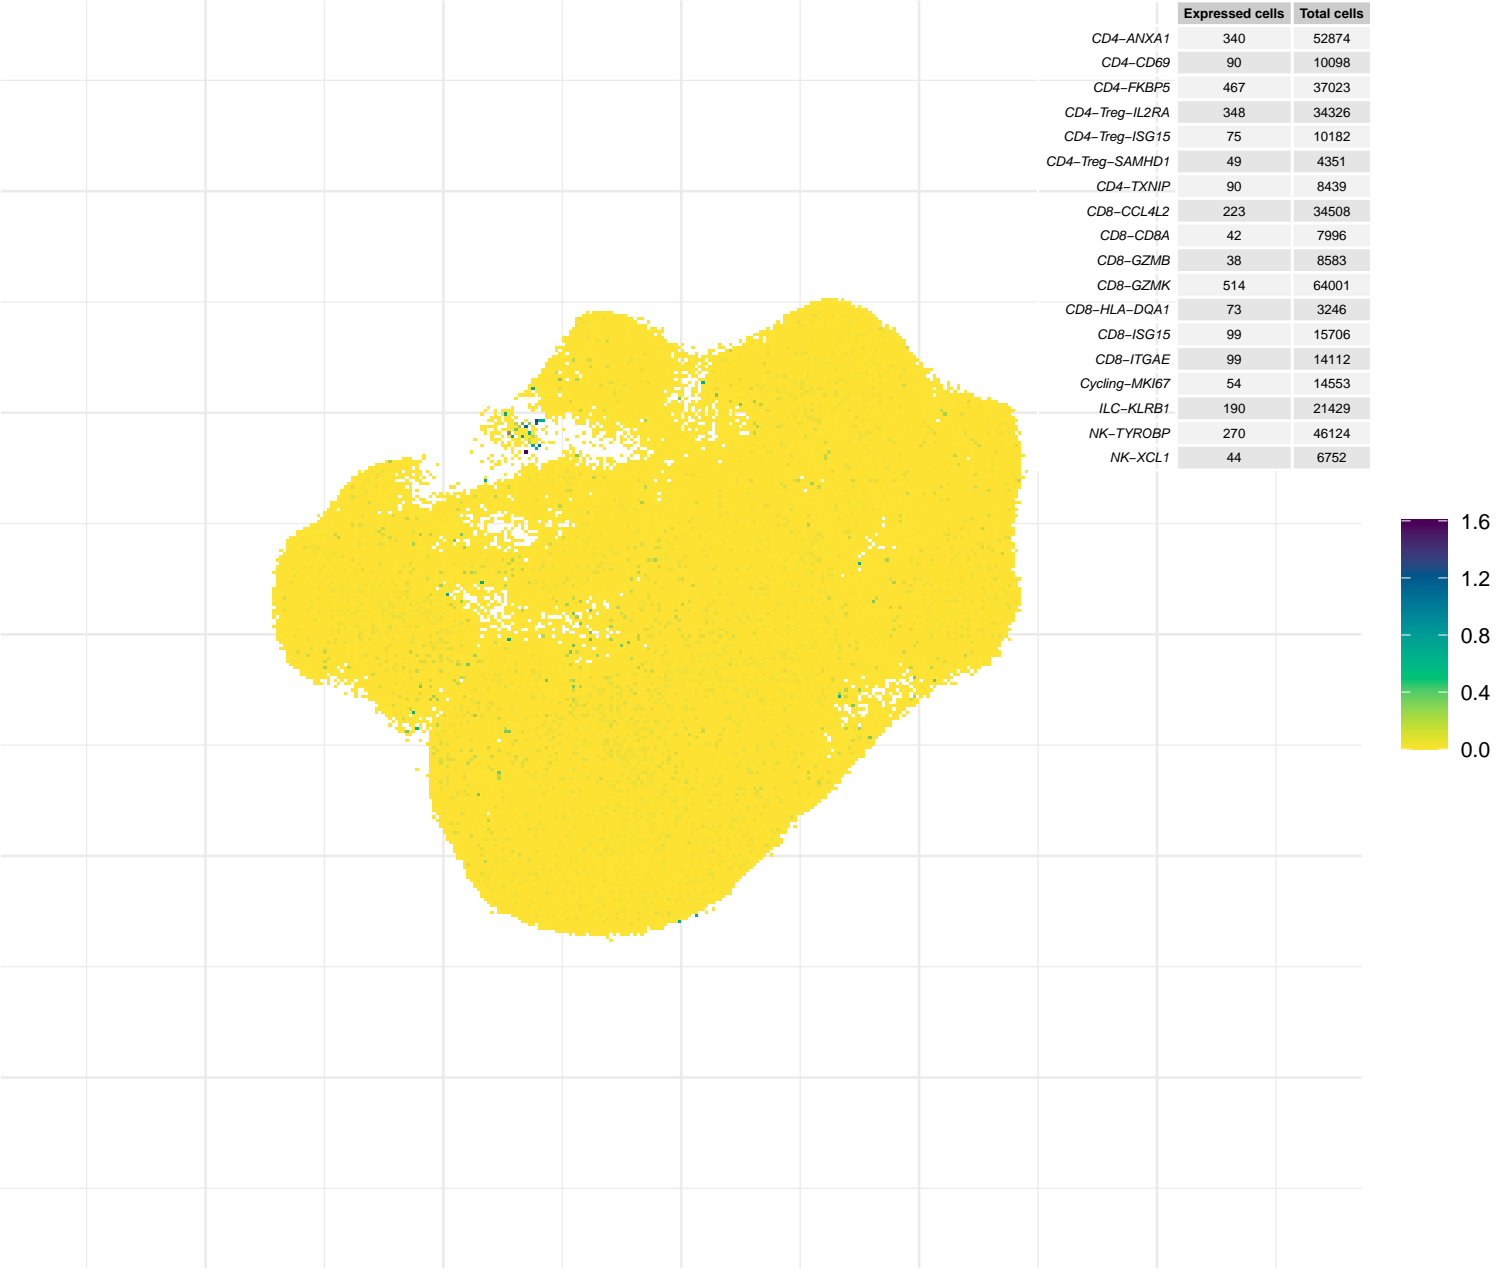 Expressed cells Total cells
CD4−ANXA1 340 52874
CD4−CD69 90 10098
CD4−FKBP5 467 37023
CD4−Treg−IL2RA 348 34326
CD4−Treg−ISG15 75 10182
CD4−Treg−SAMHD1 49 4351
CD4−TXNIP 90 8439
CD8−CCL4L2 223 34508
CD8−CD8A 42 7996
CD8−GZMB 38 8583
CD8−GZMK 514 64001
CD8−HLA−DQA1 73 3246
CD8−ISG15 99 15706
CD8−ITGAE 99 14112
Cycling−MKI67 54 14553
ILC−KLRB1 190 21429
NK−TYROBP 270 46124
NK−XCL1 44 6752
1.6
1.2
0.8
0.4
0.0